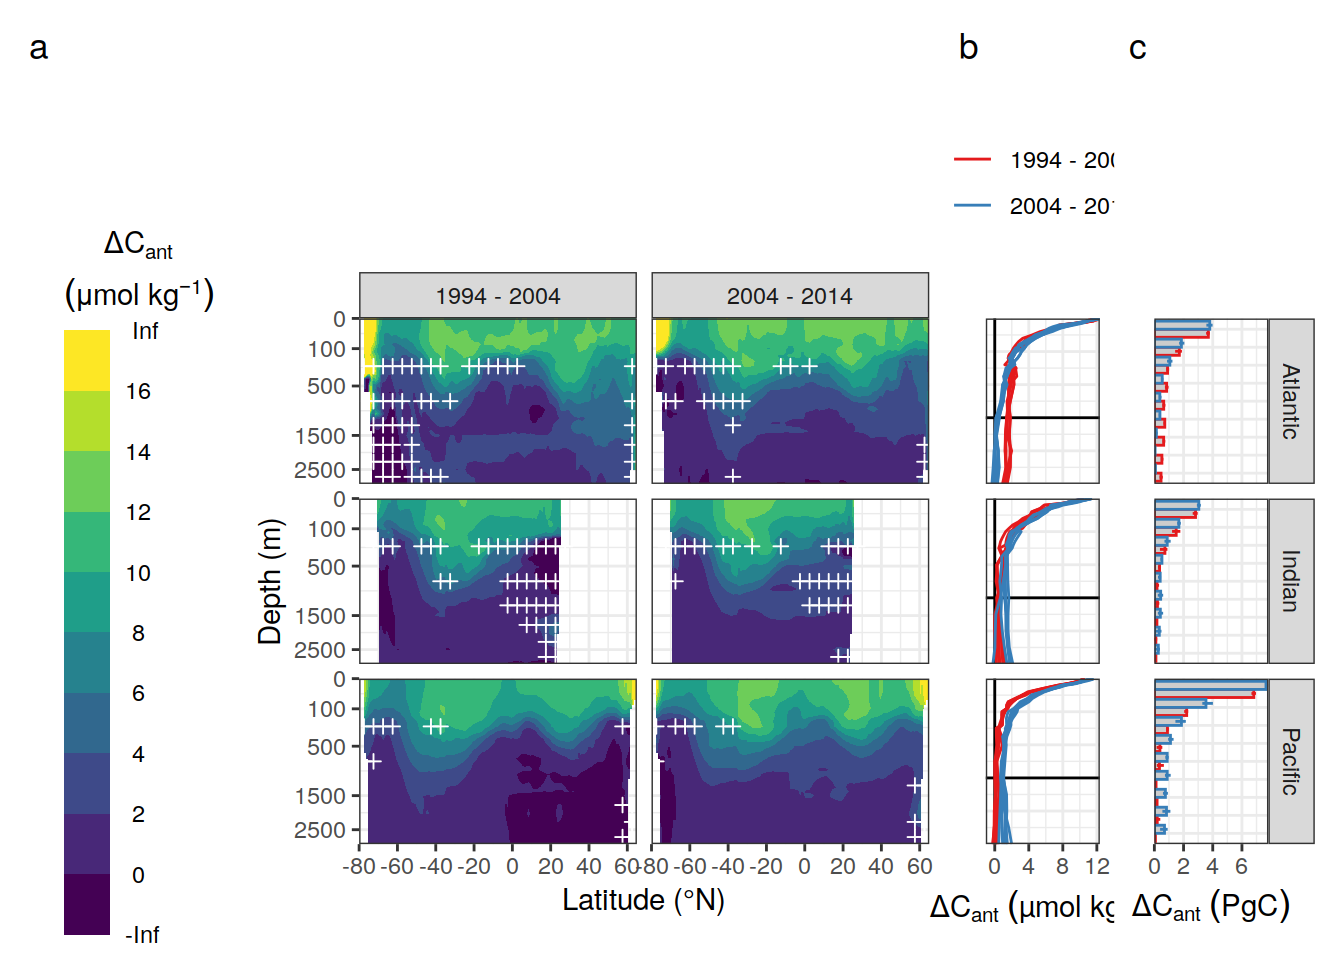 a
b
c
1994 - 200
2004 - 201
ΔCant
(μmol kg⁻¹)
Inf
16
14
12
10
8
6
4
2
0
-Inf
1994 - 2004
2004 - 2014
0
100
500
1500
2500
Atlantic
0
100
500
1500
2500
Indian
0
100
500
1500
2500
Pacific
Depth (m)
-80 -60 -40 -20 0 20 40 60
-80 -60 -40 -20 0 20 40 60
0 4 8 12
0 2 4 6
Latitude (°N)
ΔCant (μmol kg
ΔCant (PgC)